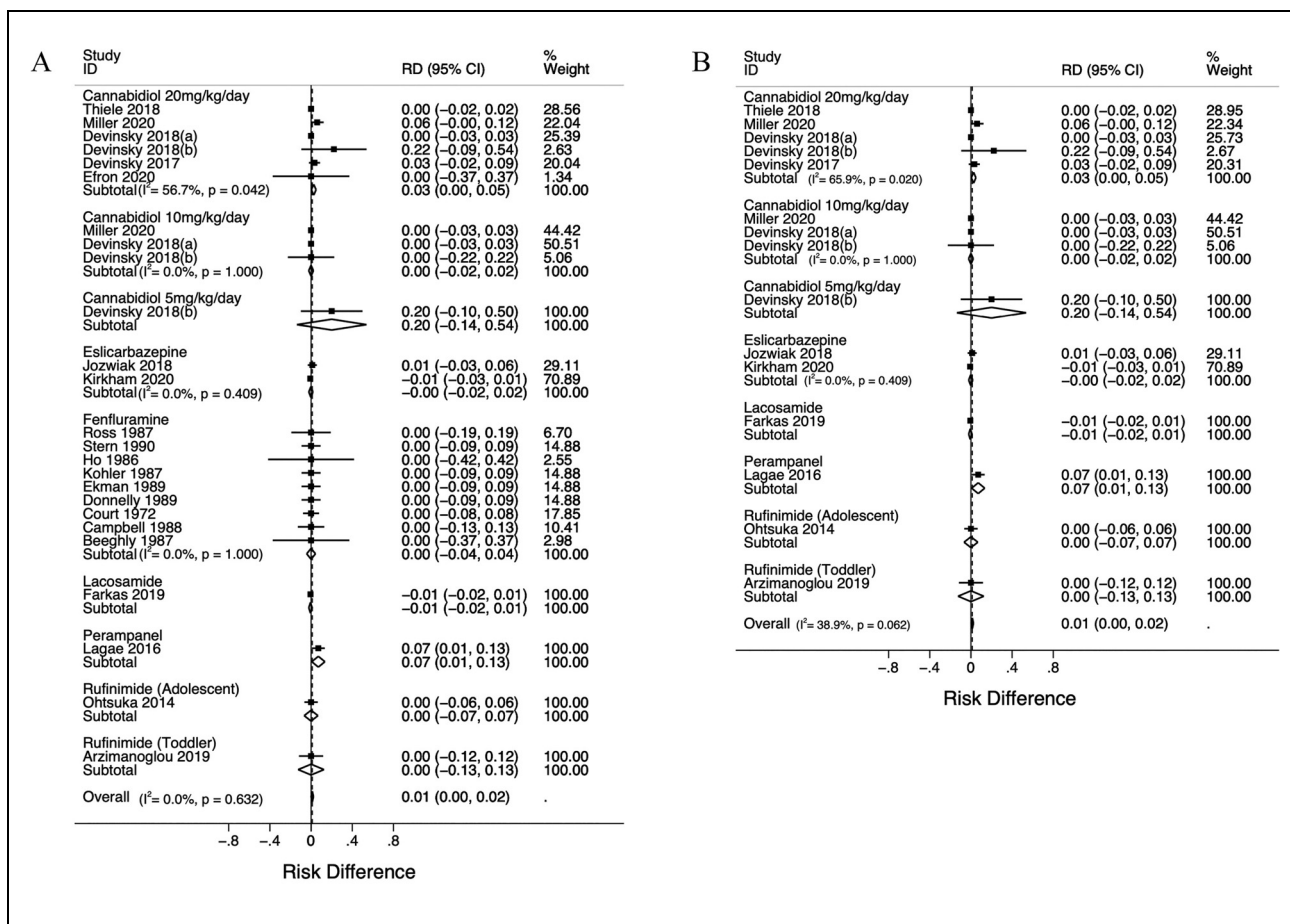 A
Study % 
ID RD (95% CI) Weight
Cannabidiol 20mg/kg/day
Thiele 2018 0.00 (−0.02, 0.02) 28.56
Miller 2020 0.06 (−0.00, 0.12) 22.04
Devinsky 2018(a) 0.00 (−0.03, 0.03) 25.39
Devinsky 2018(b) 0.22 (−0.09, 0.54) 2.63
Devinsky 2017 0.03 (−0.02, 0.09) 20.04
Efron 2020 0.00 (−0.37, 0.37) 1.34
Subtotal (I² = 56.7%, p = 0.042) 0.03 (0.00, 0.05) 100.00
Cannabidiol 10mg/kg/day
Miller 2020 0.00 (−0.03, 0.03) 44.42
Devinsky 2018(a) 0.00 (−0.03, 0.03) 50.51
Devinsky 2018(b) 0.00 (−0.22, 0.22) 5.06
Subtotal (I² = 0.0%, p = 1.000) 0.00 (−0.02, 0.02) 100.00
Cannabidiol 5mg/kg/day
Devinsky 2018(b) 0.20 (−0.10, 0.50) 100.00
Subtotal 0.20 (−0.14, 0.54) 100.00
Eslicarbazepine
Jozwiak 2018 0.01 (−0.03, 0.06) 29.11
Kirkham 2020 −0.01 (−0.03, 0.01) 70.89
Subtotal (I² = 0.0%, p = 0.409) −0.00 (−0.02, 0.02) 100.00
Fenfluramine
Ross 1987 0.00 (−0.19, 0.19) 6.70
Stern 1990 0.00 (−0.09, 0.09) 14.88
Ho 1986 0.00 (−0.42, 0.42) 2.55
Kohler 1987 0.00 (−0.09, 0.09) 14.88
Ekman 1989 0.00 (−0.09, 0.09) 14.88
Donnelly 1989 0.00 (−0.09, 0.09) 14.88
Court 1972 0.00 (−0.08, 0.08) 17.85
Campbell 1988 0.00 (−0.13, 0.13) 10.41
Beeghly 1987 0.00 (−0.37, 0.37) 2.98
Subtotal (I² = 0.0%, p = 1.000) 0.00 (−0.04, 0.04) 100.00
Lacosamide
Farkas 2019 −0.01 (−0.02, 0.01) 100.00
Subtotal −0.01 (−0.02, 0.01) 100.00
Perampanel
Lagae 2016 0.07 (0.01, 0.13) 100.00
Subtotal 0.07 (0.01, 0.13) 100.00
Rufinimide (Adolescent)
Ohtsuka 2014 0.00 (−0.06, 0.06) 100.00
Subtotal 0.00 (−0.07, 0.07) 100.00
Rufinimide (Toddler)
Arzimanoglou 2019 0.00 (−0.12, 0.12) 100.00
Subtotal 0.00 (−0.13, 0.13) 100.00
Overall (I² = 0.0%, p = 0.632) 0.01 (0.00, 0.02) .
−.8 −.4 0 .4 .8
Risk Difference
B
Study %
ID RD (95% CI) Weight
Cannabidiol 20mg/kg/day
Thiele 2018 0.00 (−0.02, 0.02) 28.95
Miller 2020 0.06 (−0.00, 0.12) 22.34
Devinsky 2018(a) 0.00 (−0.03, 0.03) 25.73
Devinsky 2018(b) 0.22 (−0.09, 0.54) 2.67
Devinsky 2017 0.03 (−0.02, 0.09) 20.31
Subtotal (I² = 65.9%, p = 0.020) 0.03 (0.00, 0.05) 100.00
Cannabidiol 10mg/kg/day
Miller 2020 0.00 (−0.03, 0.03) 44.42
Devinsky 2018(a) 0.00 (−0.03, 0.03) 50.51
Devinsky 2018(b) 0.00 (−0.22, 0.22) 5.06
Subtotal (I² = 0.0%, p = 1.000) 0.00 (−0.02, 0.02) 100.00
Cannabidiol 5mg/kg/day
Devinsky 2018(b) 0.20 (−0.10, 0.50) 100.00
Subtotal 0.20 (−0.14, 0.54) 100.00
Eslicarbazepine
Jozwiak 2018 0.01 (−0.03, 0.06) 29.11
Kirkham 2020 −0.01 (−0.03, 0.01) 70.89
Subtotal (I² = 0.0%, p = 0.409) −0.00 (−0.02, 0.02) 100.00
Lacosamide
Farkas 2019 −0.01 (−0.02, 0.01) 100.00
Subtotal −0.01 (−0.02, 0.01) 100.00
Perampanel
Lagae 2016 0.07 (0.01, 0.13) 100.00
Subtotal 0.07 (0.01, 0.13) 100.00
Rufinimide (Adolescent)
Ohtsuka 2014 0.00 (−0.06, 0.06) 100.00
Subtotal 0.00 (−0.07, 0.07) 100.00
Rufinimide (Toddler)
Arzimanoglou 2019 0.00 (−0.12, 0.12) 100.00
Subtotal 0.00 (−0.13, 0.13) 100.00
Overall (I² = 38.9%, p = 0.062) 0.01 (0.00, 0.02) .
−.8 −.4 0 .4 .8
Risk Difference